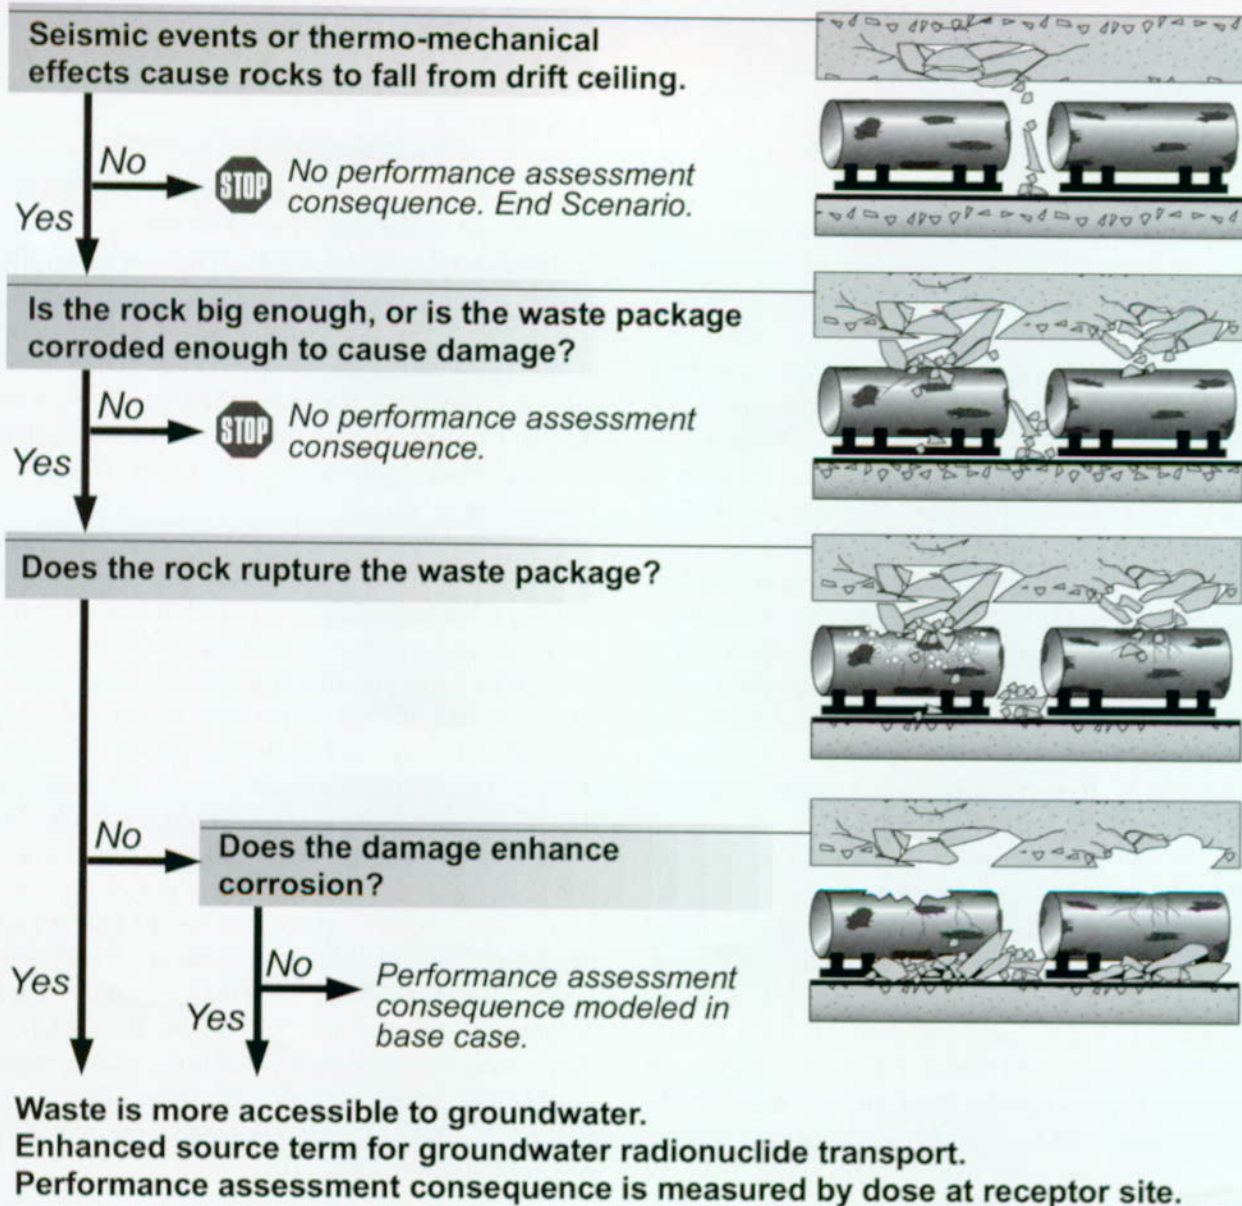 Seismic events or thermo-mechanical
effects cause rocks to fall from drift ceiling.
No
STOP
No performance assessment
consequence. End Scenario.
Yes
Is the rock big enough, or is the waste package
corroded enough to cause damage?
No
STOP
No performance assessment
consequence.
Yes
Does the rock rupture the waste package?
No
Does the damage enhance
corrosion?
Yes
No
Performance assessment
consequence modeled in
base case.
Yes
Waste is more accessible to groundwater.
Enhanced source term for groundwater radionuclide transport.
Performance assessment consequence is measured by dose at receptor site.